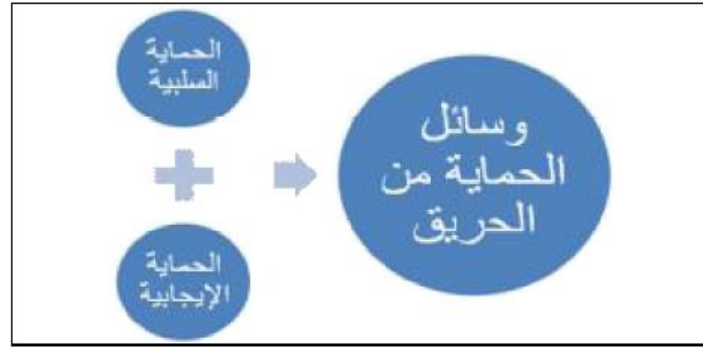 الحماية
السلبية
الحماية
الإيجابية
وسائل
الحماية من
الحريق